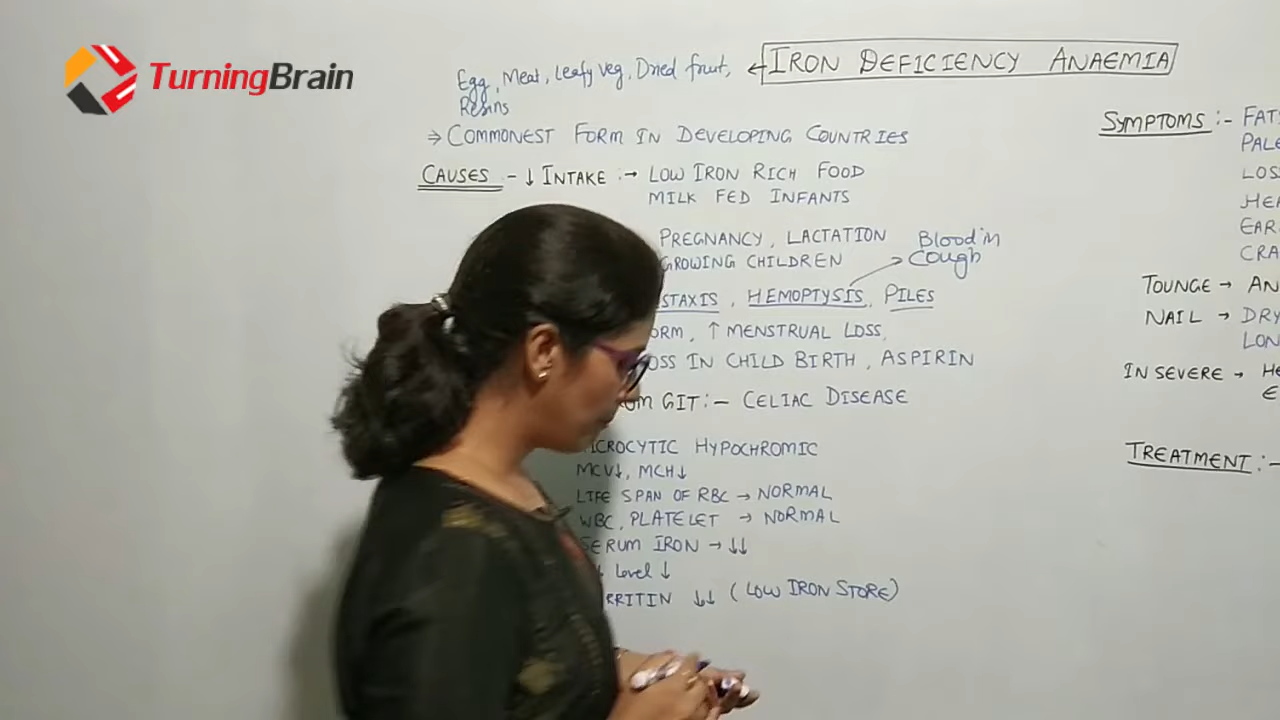 TurningBrain
IRON DEFICIENCY ANAEMIA
Egg, Meat, Leafy Veg, Dried fruit,
Resins
⇒ COMMONEST FORM IN DEVELOPING COUNTRIES
CAUSES :- ↓ INTAKE :→ LOW IRON RICH FOOD
MILK FED INFANTS
PREGNANCY, LACTATION
GROWING CHILDREN
Blood in
Cough
STAXIS, HEMOPTYSIS, PILES
ORM, ↑ MENSTRUAL LOSS,
OSS IN CHILD BIRTH, ASPIRIN
OM GIT :- CELIAC DISEASE
ICROCYTIC HYPOCHROMIC
MCV↓, MCH↓
LIFE SPAN OF RBC → NORMAL
WBC, PLATELET → NORMAL
SERUM IRON → ↓↓
Level ↓
RRITIN ↓↓ (LOW IRON STORE)
SYMPTOMS :- FAT
PALE
LOSS
HEA
EAR
CRA
TOUNGE → AN
NAIL → DRY
LON
IN SEVERE → HE
E
TREATMENT :-